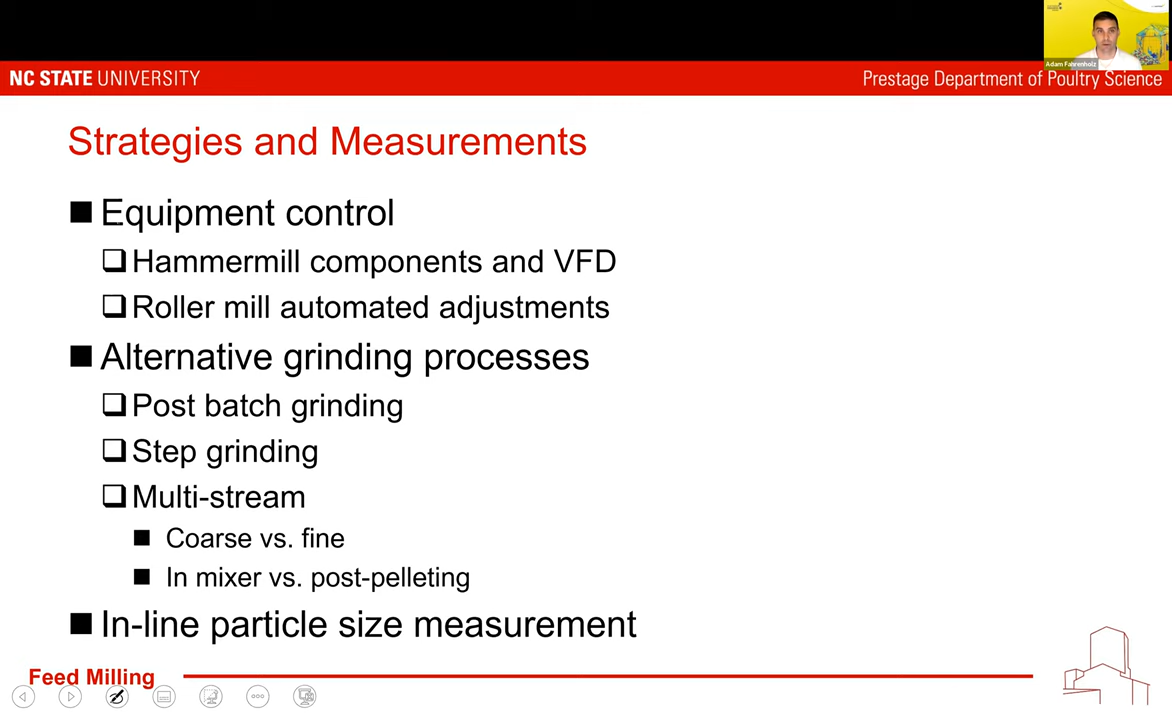 Adam Fahrenholz
NC STATE UNIVERSITY
Prestage Department of Poultry Science
Strategies and Measurements
Equipment control
Hammermill components and VFD
Roller mill automated adjustments
Alternative grinding processes
Post batch grinding
Step grinding
Multi-stream
Coarse vs. fine
In mixer vs. post-pelleting
In-line particle size measurement
Feed Milling